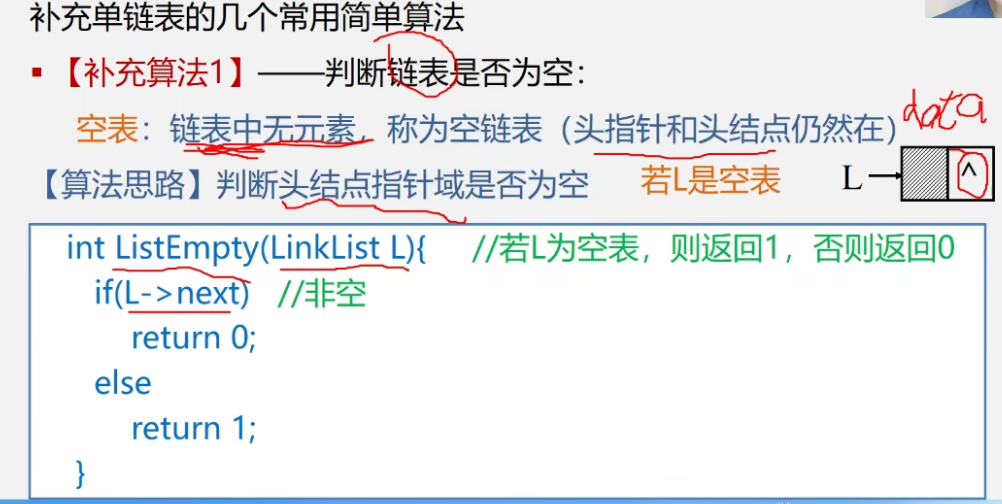 补充单链表的几个常用简单算法
▪【补充算法1】——判断链表是否为空：
空表：链表中无元素，称为空链表（头指针和头结点仍然在）
data
【算法思路】判断头结点指针域是否为空
若L是空表
L
^
int ListEmpty(LinkList L){ //若L为空表，则返回1，否则返回0
if(L->next) //非空
return 0;
else
return 1;
}